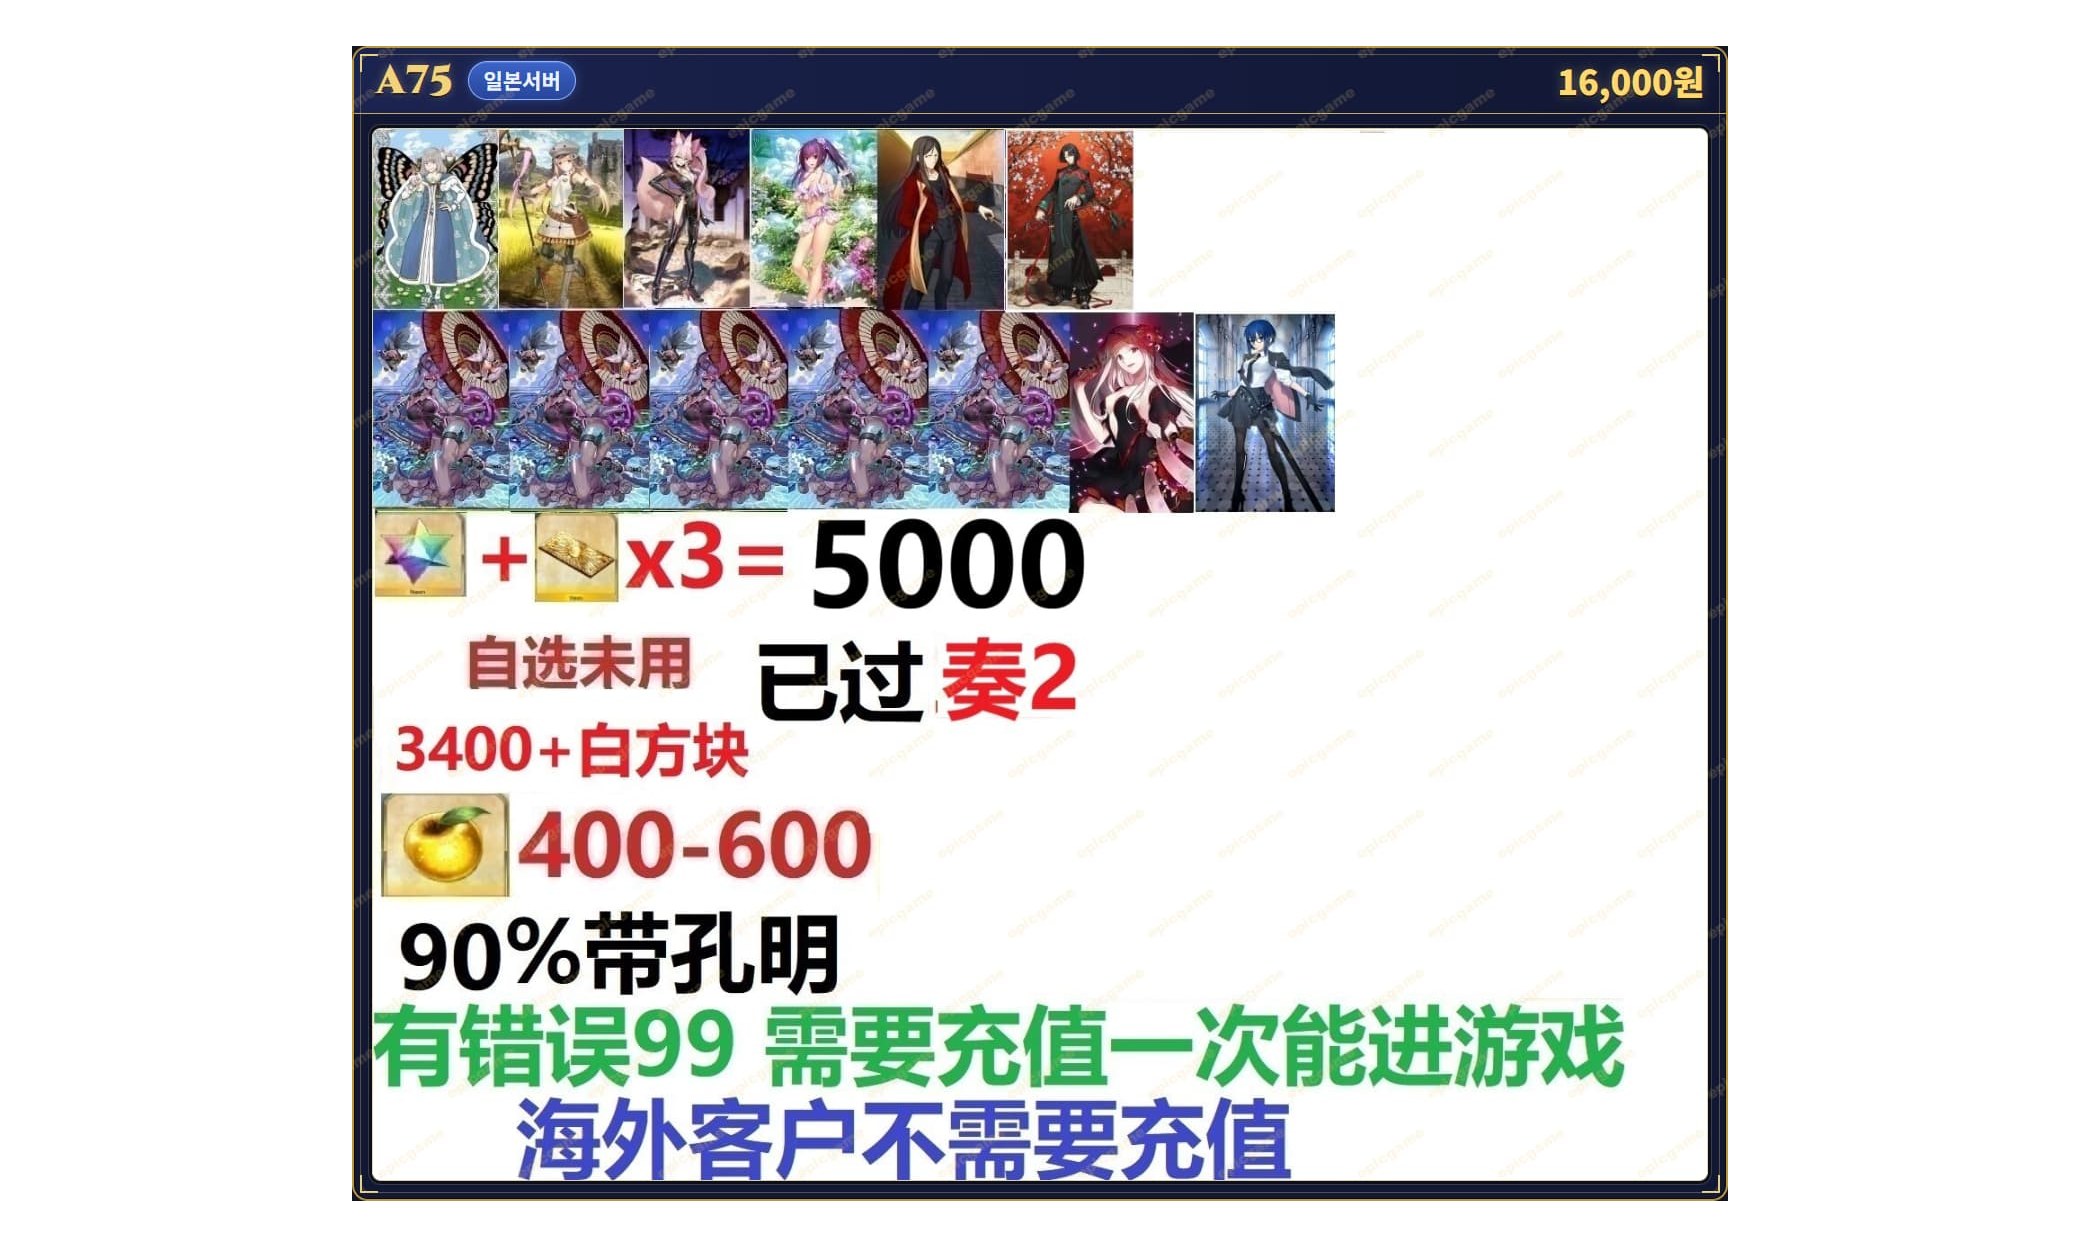 A75 일본서버 16,000원
+ x3= 5000
自选未用 已过 奏2
3400+白方块
400-600
90%带孔明
有错误99 需要充值一次能进游戏
海外客户不需要充值
epicgame